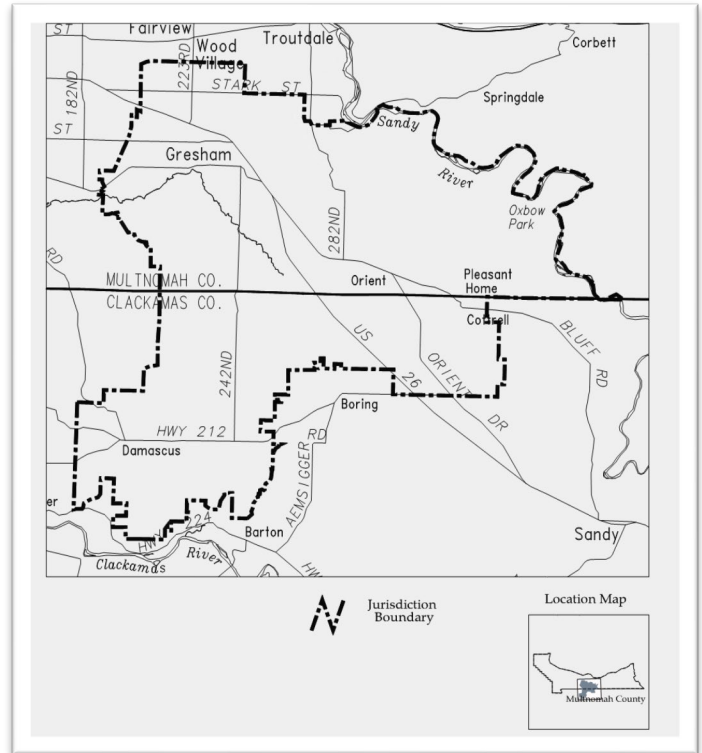 ST
Fairview
Wood
Village
Troutdale
Corbett
182ND
223RD
STARK ST
Springdale
ST
Sandy
River
Gresham
Oxbow
Park
282ND
RD
MULTNOMAH CO.
CLACKAMAS CO.
Orient
Pleasant
Home
Cottrell
BLUFF
RD
US
26
ORIENT
DR
242ND
Boring
HWY 212
RD
Damascus
AEMSIGGER
er
HWY 224
Barton
Sandy
Clackamas
River
HW
Jurisdiction
Boundary
Location Map
Multnomah County